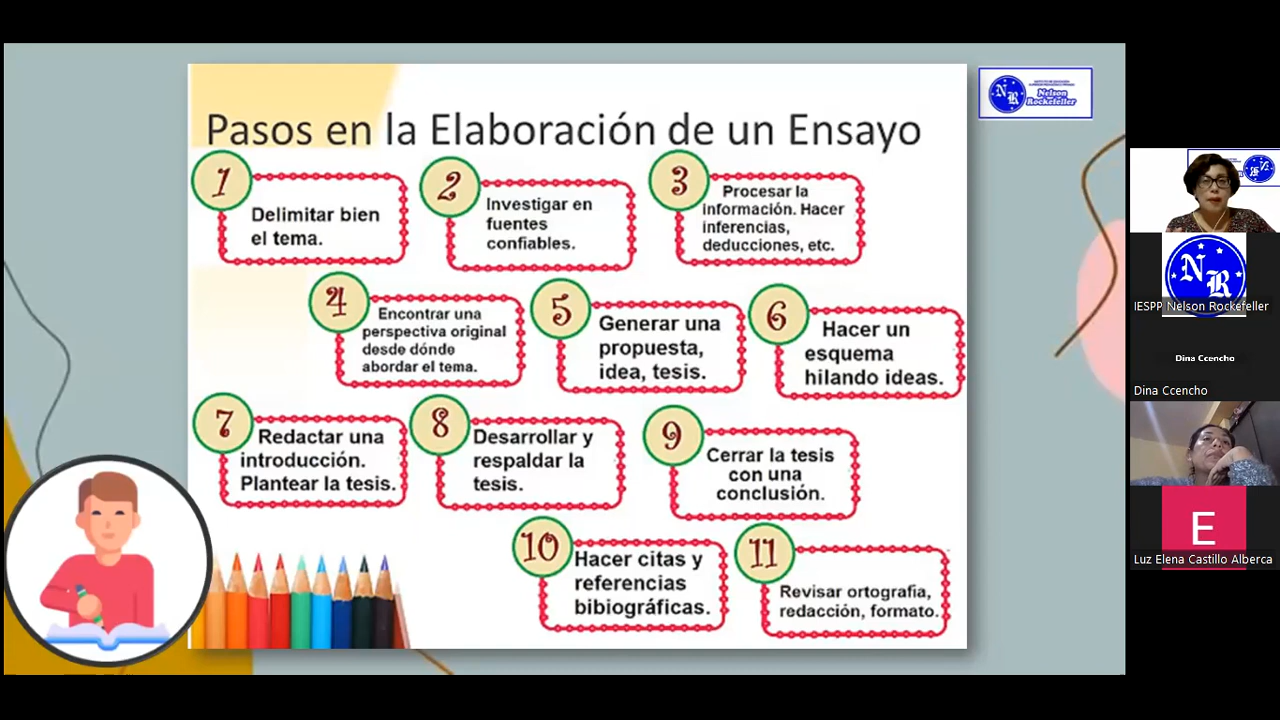 Pasos en la Elaboración de un Ensayo
1
Delimitar bien
el tema.
2
Investigar en
fuentes
confiables.
3
Procesar la
información. Hacer
inferencias,
deducciones, etc.
4
Encontrar una
perspectiva original
desde dónde
abordar el tema.
5
Generar una
propuesta,
idea, tesis.
6
Hacer un
esquema
hilando ideas.
7
Redactar una
introducción.
Plantear la tesis.
8
Desarrollar y
respaldar la
tesis.
9
Cerrar la tesis
con una
conclusión.
10
Hacer citas y
referencias
bibiográficas.
11
Revisar ortografia,
redacción, formato.
NR
Nelson
Rockefeller
NR
IESPP Nelson Rockefeller
Dina Ccencho
Dina Ccencho
E
Luz Elena Castillo Alberca